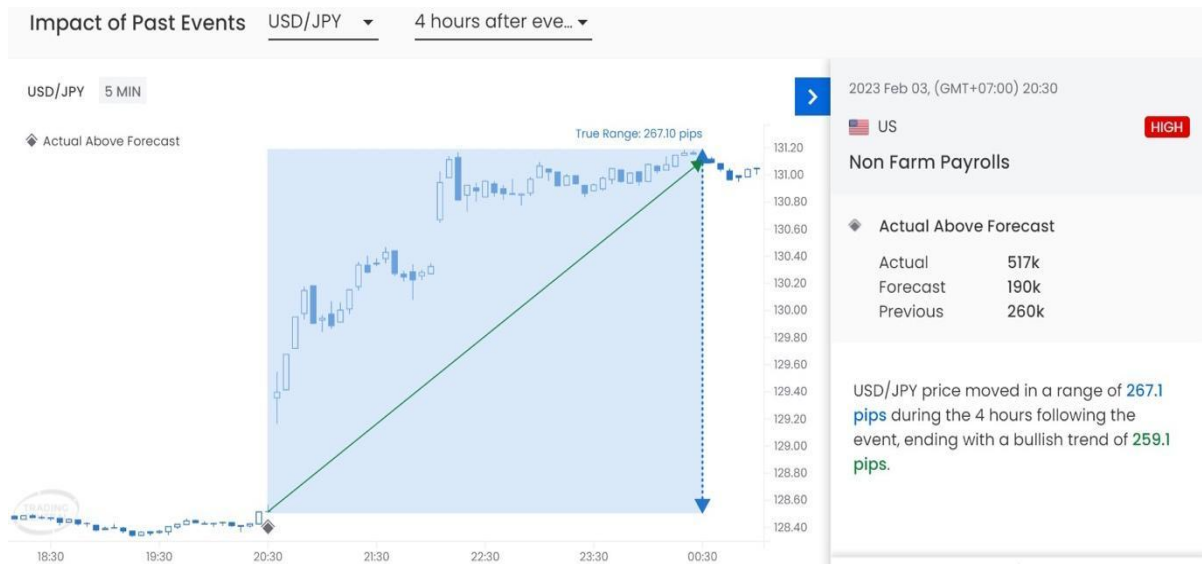 Impact of Past Events USD/JPY 4 hours after eve...
USD/JPY 5 MIN
Actual Above Forecast
True Range: 267.10 pips
131.20
131.00
130.80
130.60
130.40
130.20
130.00
129.80
129.60
129.40
129.20
129.00
128.80
128.60
128.40
TRADING
18:30 19:30 20:30 21:30 22:30 23:30 00:30
2023 Feb 03, (GMT+07:00) 20:30
US HIGH
Non Farm Payrolls
Actual Above Forecast
Actual 517k
Forecast 190k
Previous 260k
USD/JPY price moved in a range of 267.1
pips during the 4 hours following the
event, ending with a bullish trend of 259.1
pips.